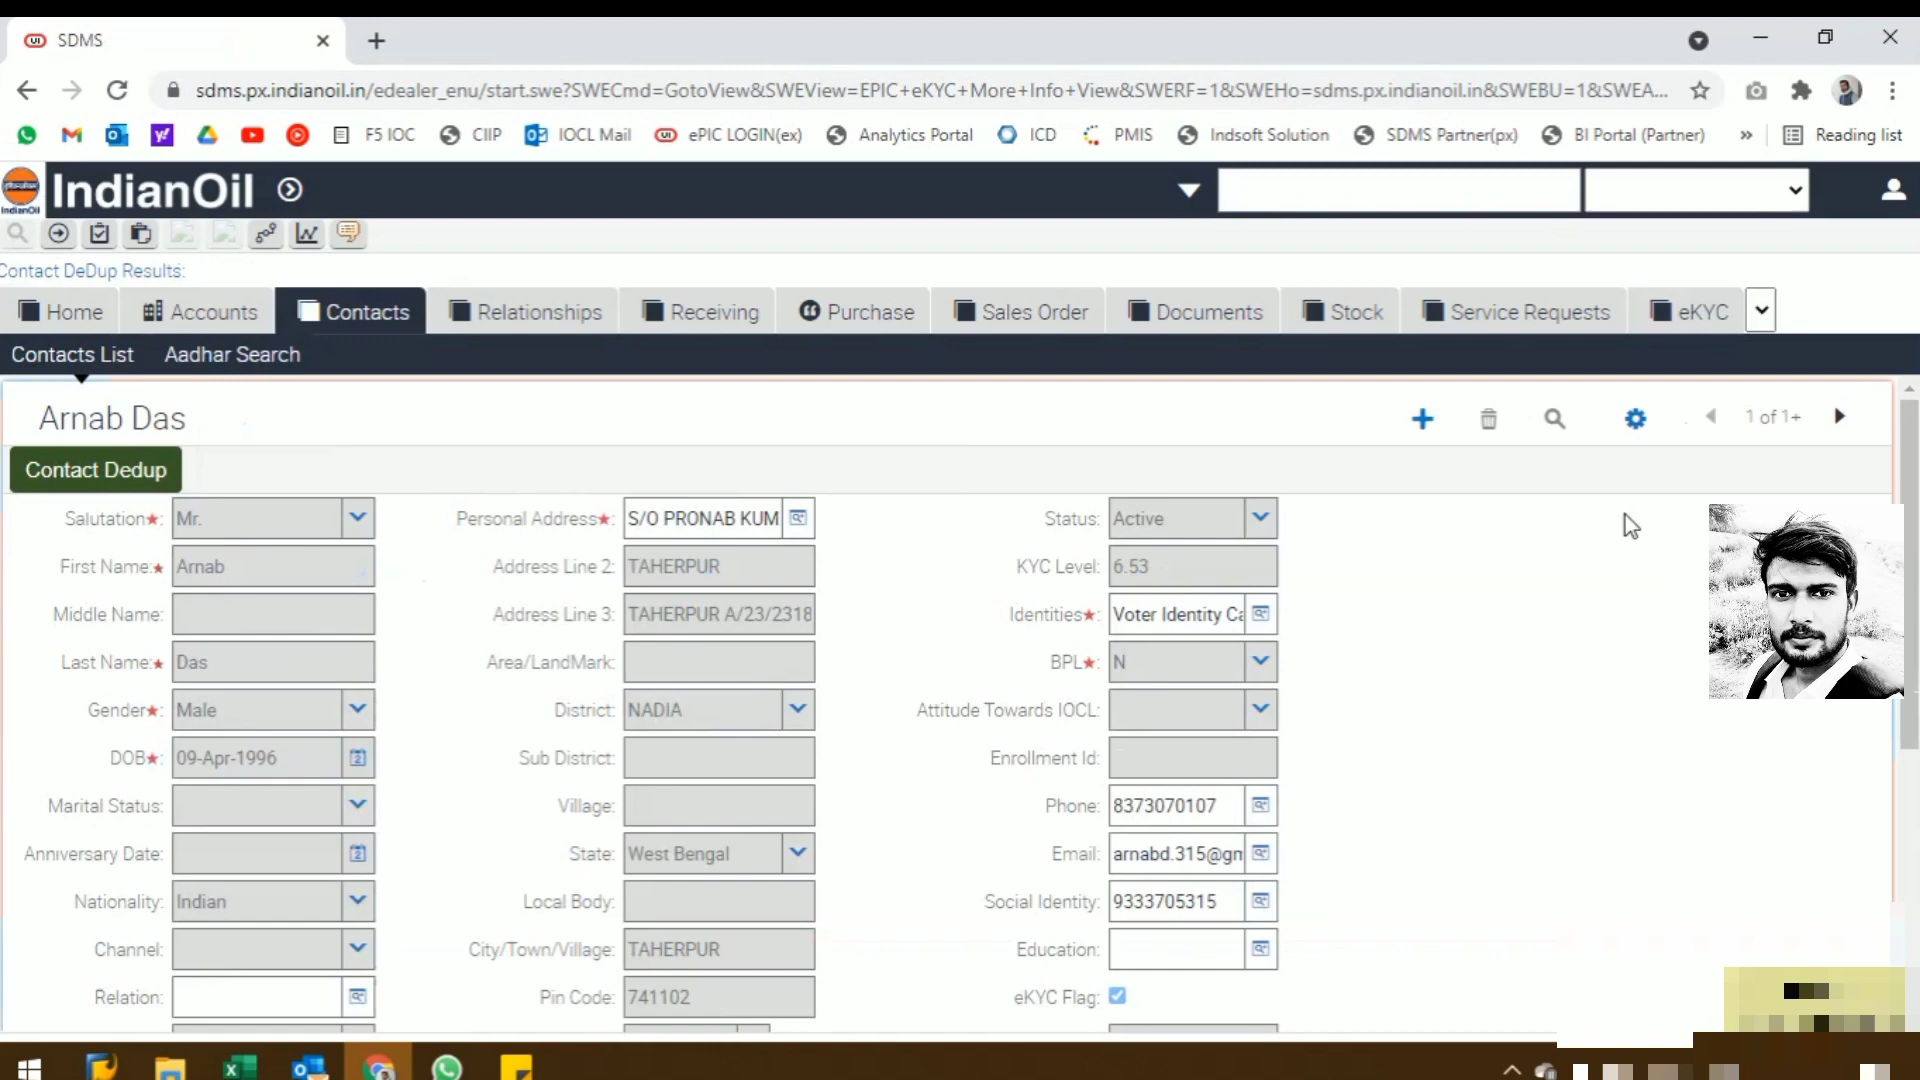 SDMS
sdms.px.indianoil.in/edealer_enu/start.swe?SWECmd=GotoView&SWEView=EPIC+eKYC+More+Info+View&SWERF=1&SWEHo=sdms.px.indianoil.in&SWEBU=1&SWEA...
F5 IOC CIIP IOCL Mail ePIC LOGIN(ex) Analytics Portal ICD PMIS Indsoft Solution SDMS Partner(px) BI Portal (Partner) » Reading list
IndianOil IndianOil
Contact DeDup Results:
Home Accounts Contacts Relationships Receiving Purchase Sales Order Documents Stock Service Requests eKYC
Contacts List Aadhar Search
Arnab Das 1 of 1+
Contact Dedup
Salutation★: Mr. Personal Address★: S/O PRONAB KUM Status: Active
First Name:★ Arnab Address Line 2: TAHERPUR KYC Level: 6.53
Middle Name: Address Line 3: TAHERPUR A/23/2318 Identities★: Voter Identity Ca
Last Name:★ Das Area/LandMark: BPL★: N
Gender★: Male District: NADIA Attitude Towards IOCL:
DOB★: 09-Apr-1996 Sub District: Enrollment Id:
Marital Status: Village: Phone: 8373070107
Anniversary Date: State: West Bengal Email: arnabd.315@gm
Nationality: Indian Local Body: Social Identity: 9333705315
Channel: City/Town/Village: TAHERPUR Education:
Relation: Pin Code: 741102 eKYC Flag: